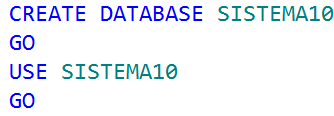 CREATE DATABASE SISTEMA10
GO
USE SISTEMA10
GO